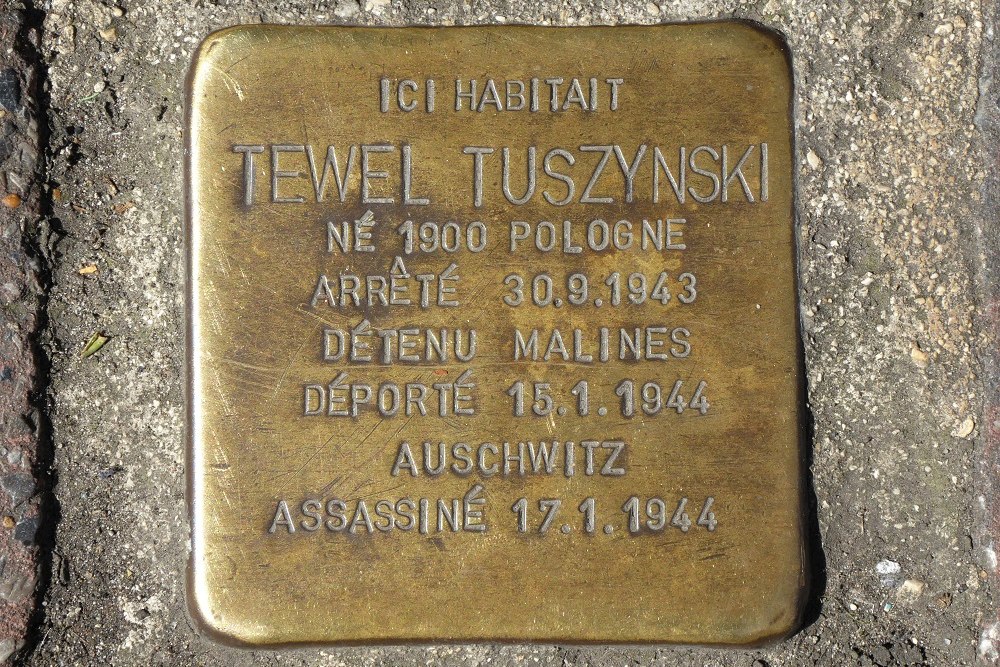 ICI HABITAIT
TEWEL TUSZYNSKI
NÉ 1900 POLOGNE
ARRÊTÉ 30.9.1943
DÉTENU MALINES
DÉPORTÉ 15.1.1944
AUSCHWITZ
ASSASSINÉ 17.1.1944